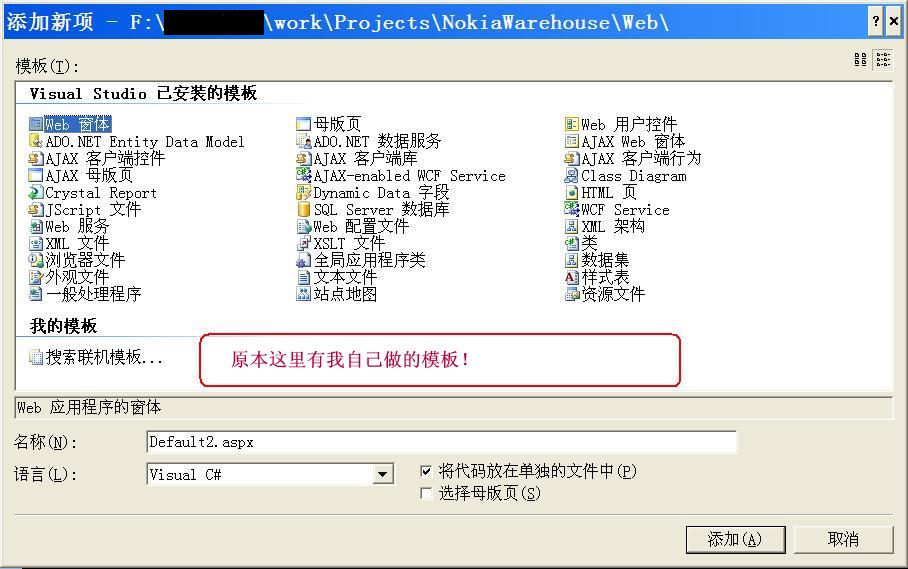 添加新项 - F:\ \work\Projects\NokiaWarehouse\Web\
模板(T):
Visual Studio 已安装的模板
Web 窗体 母版页 Web 用户控件
ADO.NET Entity Data Model ADO.NET 数据服务 AJAX Web 窗体
AJAX 客户端控件 AJAX 客户端库 AJAX 客户端行为
AJAX 母版页 AJAX-enabled WCF Service Class Diagram
Crystal Report Dynamic Data 字段 HTML 页
JScript 文件 SQL Server 数据库 WCF Service
Web 服务 Web 配置文件 XML 架构
XML 文件 XSLT 文件 类
浏览器文件 全局应用程序类 数据集
外观文件 文本文件 样式表
一般处理程序 站点地图 资源文件
我的模板
搜索联机模板...
原本这里有我自己做的模板!
Web 应用程序的窗体
名称(N): Default2.aspx
语言(L): Visual C# 将代码放在单独的文件中(P)
选择母版页(S)
添加(A) 取消